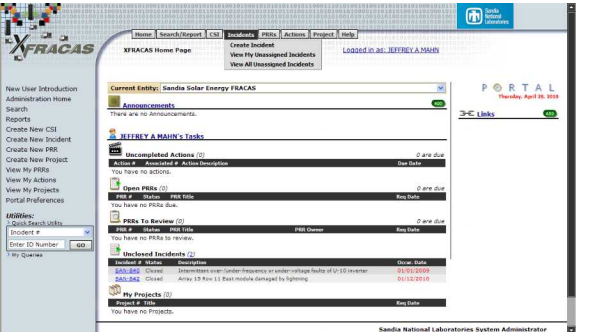 Sandia
National
Laboratories
XFRACAS
Home Search/Report CSI Incidents PRRs Actions Project Help
XFRACAS Home Page
Create Incident
View My Unassigned Incidents
View All Unassigned Incidents
Logged in as: JEFFREY A MAHN
New User Introduction
Administration Home
Search
Reports
Create New CSI
Create New Incident
Create New PRR
Create New Project
View My PRRs
View My Actions
View My Projects
Portal Preferences
Utilities:
Quick Search Utility
Incident #
Enter ID Number GO
My Queries
Current Entity: Sandia Solar Energy FRACAS
Announcements ADD
There are no Announcements.
JEFFREY A MAHN's Tasks
Uncompleted Actions (0) 0 are due
Action # Associated # Action Description Due Date
You have no actions.
Open PRRs (0) 0 are due
PRR # Status PRR Title Req Date
You have no PRRs due.
PRRs To Review (0) 0 are due
PRR # Status PRR Title PRR Owner Req Date
You have no PRRs to review.
Unclosed Incidents (2)
Incident # Status Description Occur. Date
SAN-840 Closed Intermittent over-/under-frequency or under-voltage faults of U-10 inverter 01/01/2009
SAN-842 Closed Array 15 Row 11 East module damaged by lightning 01/12/2010
My Projects (0)
Project # Title Req Date
You have no Projects.
PORTAL
Thursday, April 29, 2010
Links ADD
Sandia National Laboratories System Administrator